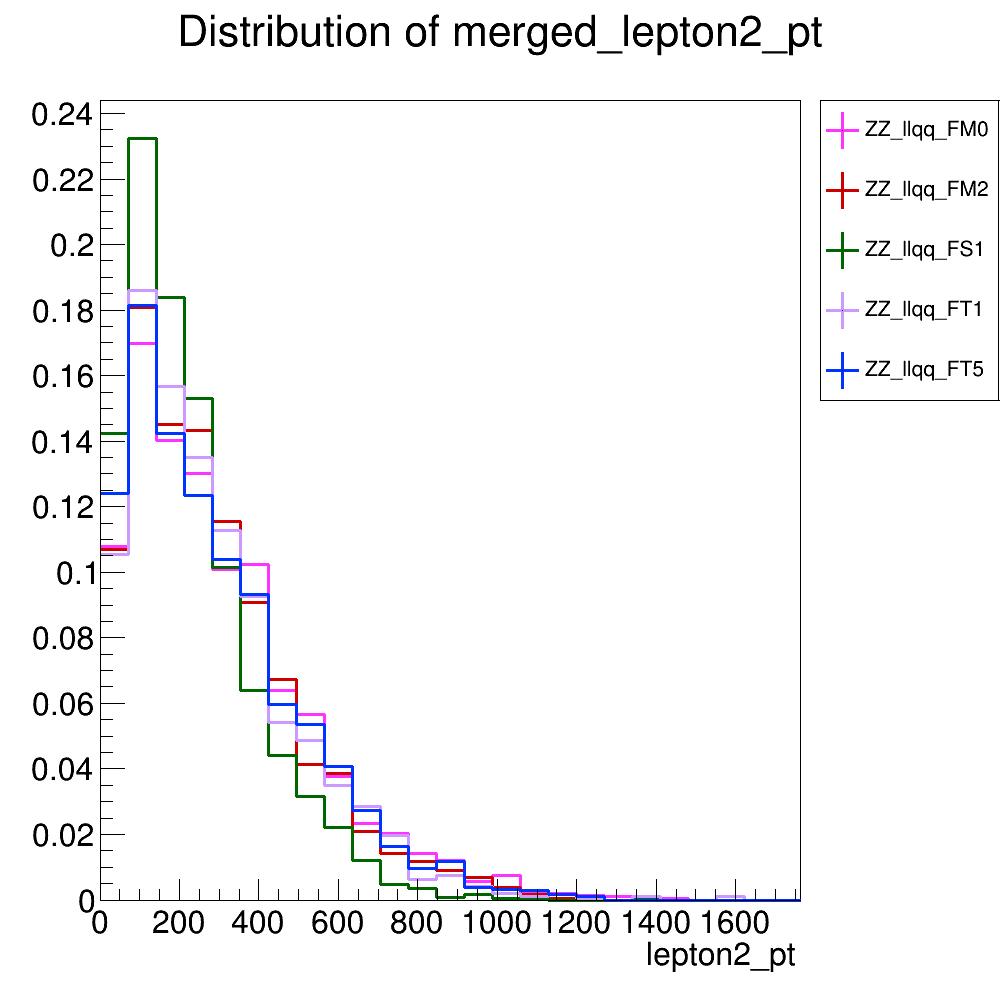 Distribution of merged_lepton2_pt
0.24
0.22
0.2
0.18
0.16
0.14
0.12
0.1
0.08
0.06
0.04
0.02
0
0 200 400 600 800 1000 1200 1400 1600
lepton2_pt
ZZ_llqq_FM0
ZZ_llqq_FM2
ZZ_llqq_FS1
ZZ_llqq_FT1
ZZ_llqq_FT5